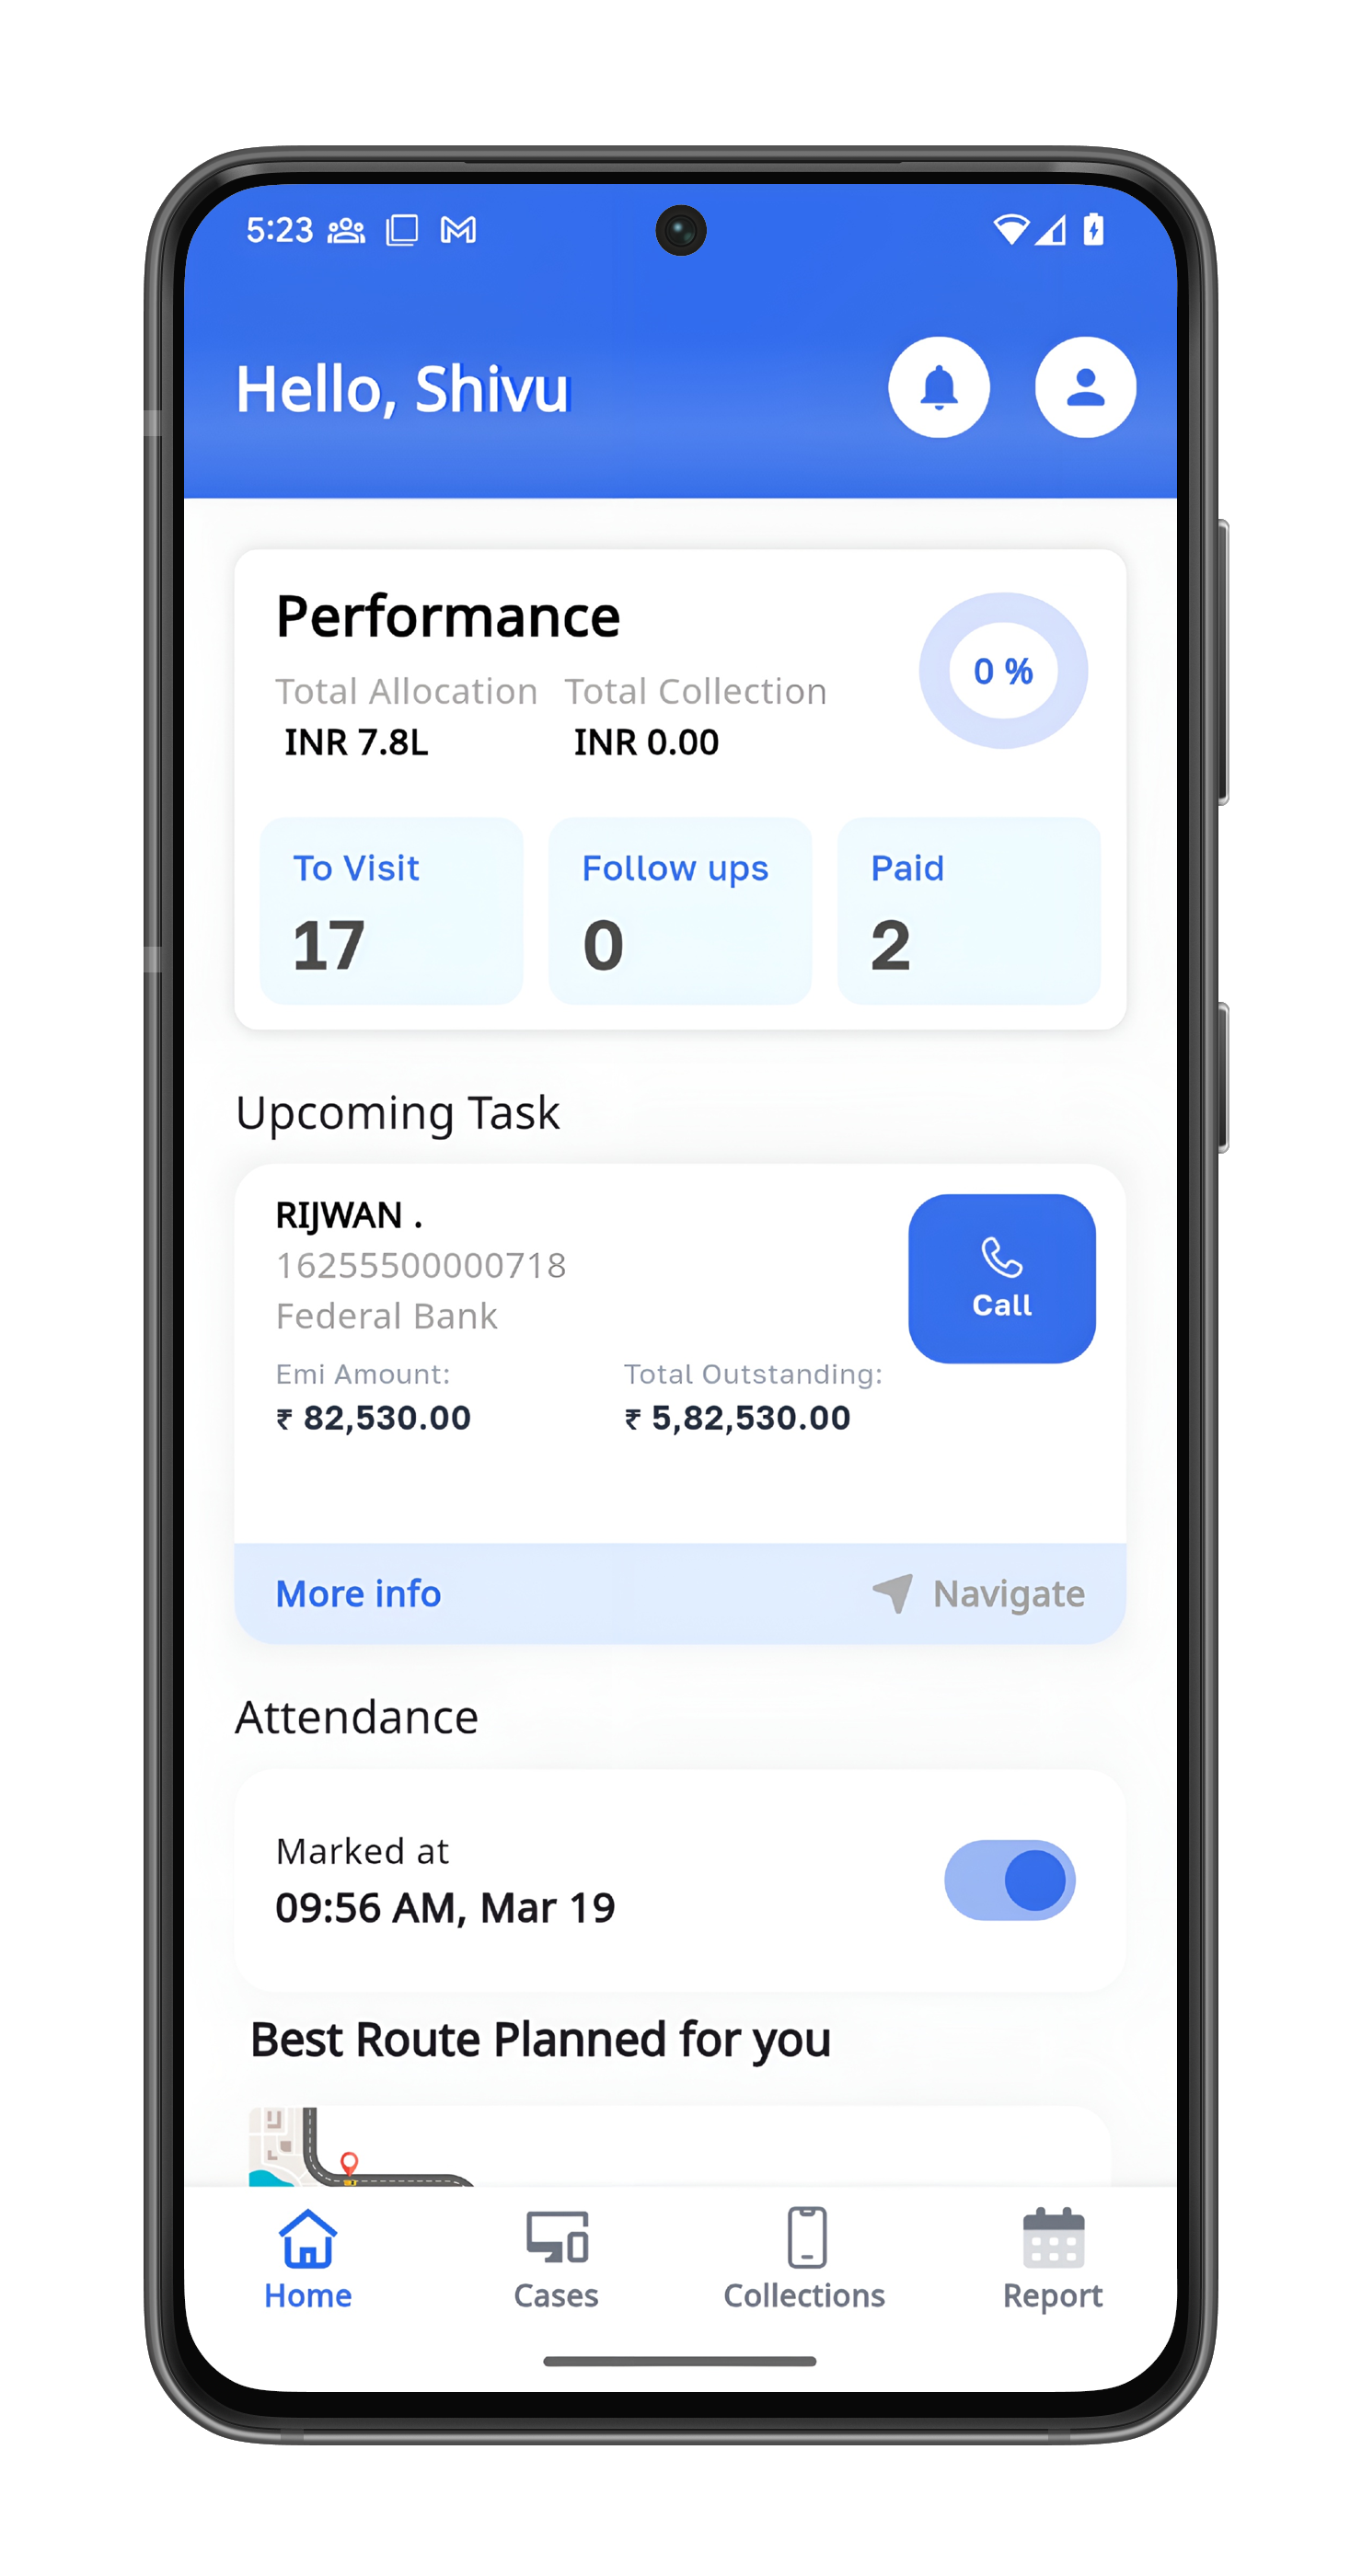 5:23
Hello, Shivu
Performance
Total Allocation Total Collection
INR 7.8L INR 0.00
0 %
To Visit Follow ups Paid
17 0 2
Upcoming Task
RIJWAN .
16255500000718
Federal Bank
Call
Emi Amount: Total Outstanding:
₹ 82,530.00 ₹ 5,82,530.00
More info Navigate
Attendance
Marked at
09:56 AM, Mar 19
Best Route Planned for you
Home Cases Collections Report